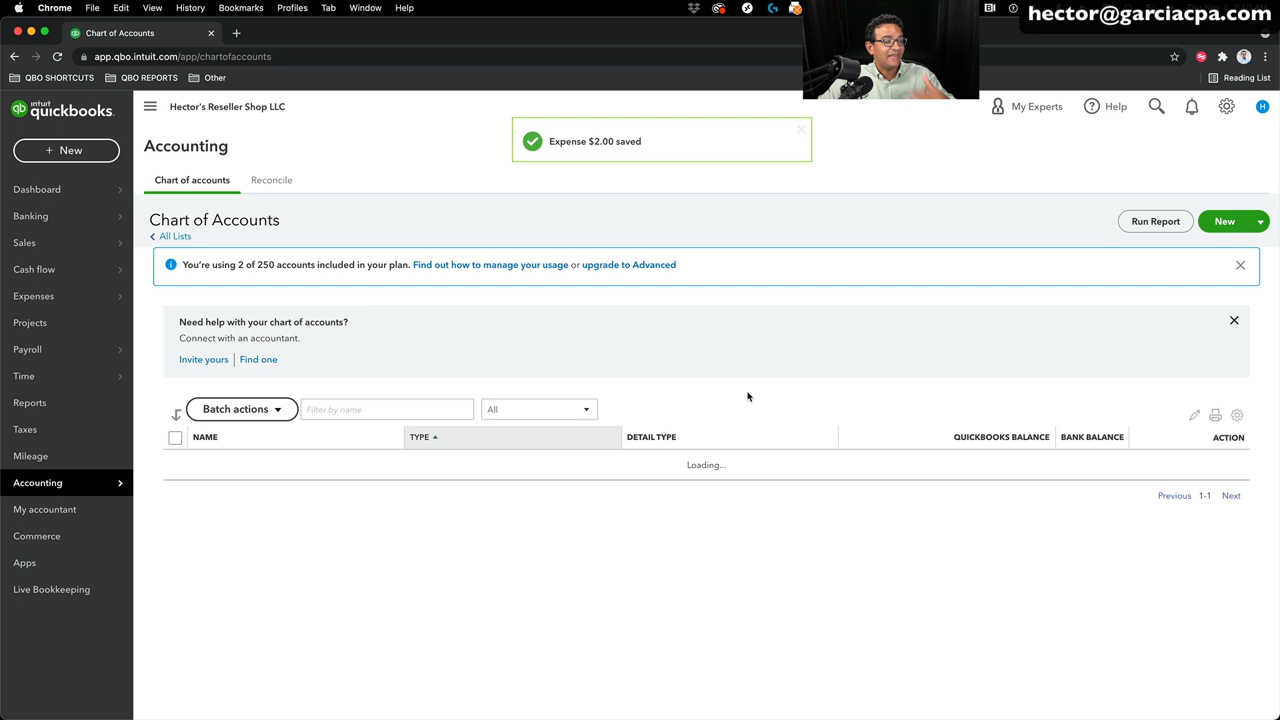 Chrome File Edit View History Bookmarks Profiles Tab Window Help
hector@garciacpa.com
Chart of Accounts
app.qbo.intuit.com/app/chartofaccounts
QBO SHORTCUTS QBO REPORTS Other Reading List
intuit quickbooks.
Hector's Reseller Shop LLC
My Experts Help
H
+ New
Accounting
Expense $2.00 saved
Chart of accounts Reconcile
Dashboard
Banking
Sales
Cash flow
Expenses
Projects
Payroll
Time
Reports
Taxes
Mileage
Accounting
My accountant
Commerce
Apps
Live Bookkeeping
Chart of Accounts
All Lists
Run Report New
You're using 2 of 250 accounts included in your plan. Find out how to manage your usage or upgrade to Advanced
Need help with your chart of accounts?
Connect with an accountant.
Invite yours Find one
Batch actions Filter by name All
NAME TYPE DETAIL TYPE QUICKBOOKS BALANCE BANK BALANCE ACTION
Loading...
Previous 1-1 Next